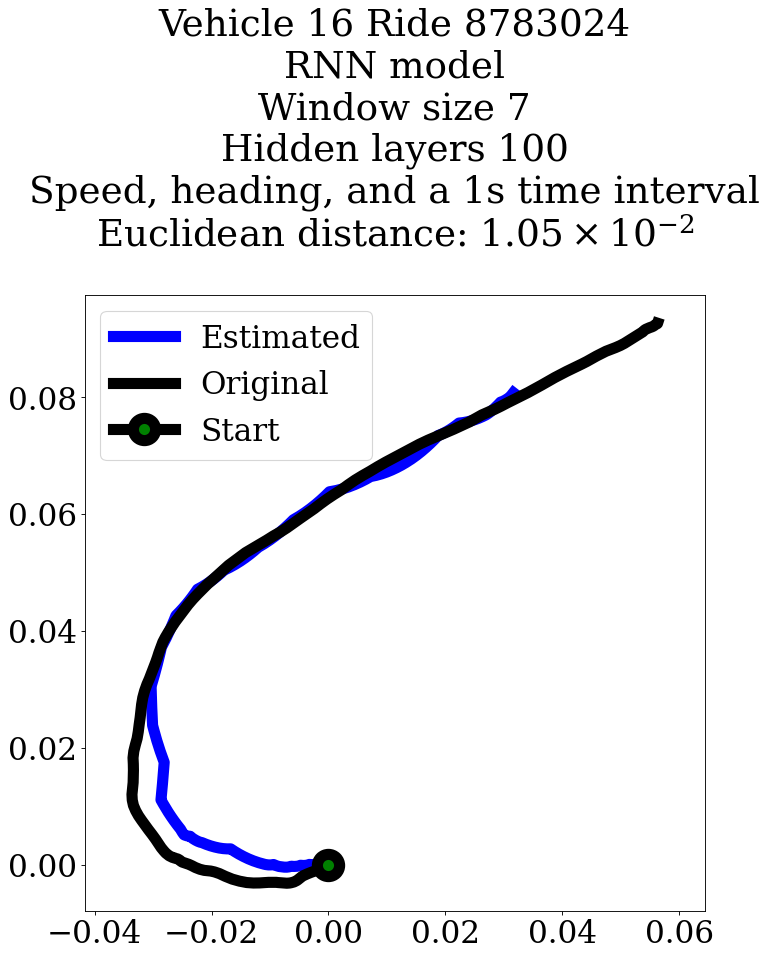 Vehicle 16 Ride 8783024
RNN model
Window size 7
Hidden layers 100
Speed, heading, and a 1s time interval
Euclidean distance: 1.05 × 10⁻²
Estimated
Original
Start
0.08
0.06
0.04
0.02
0.00
−0.04 −0.02 0.00 0.02 0.04 0.06